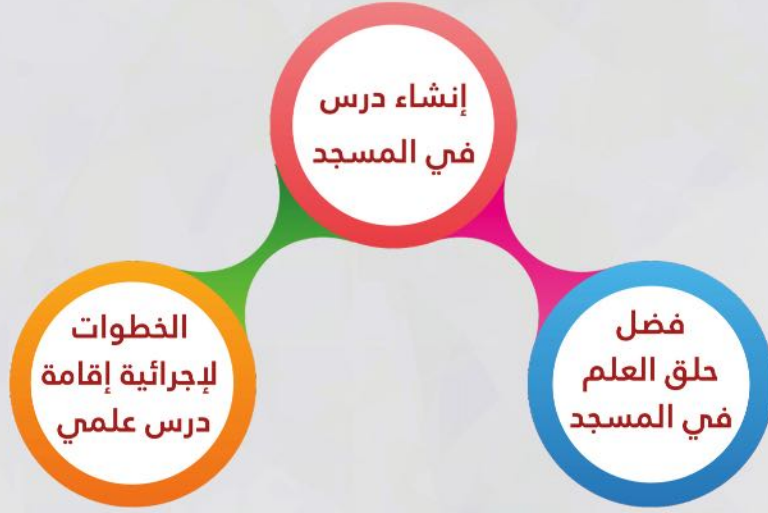 إنشاء درس
في المسجد
فضل
حلق العلم
في المسجد
الخطوات
لإجرائية إقامة
درس علمي